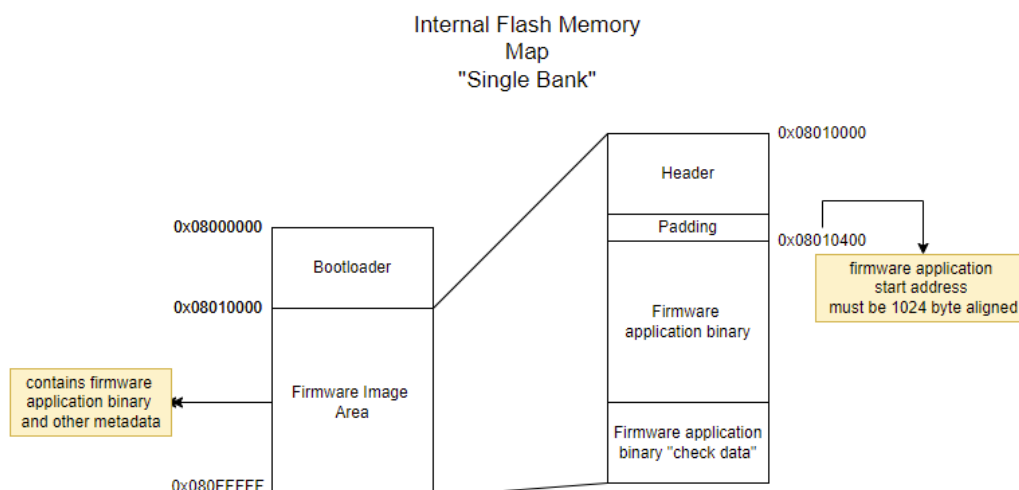 Internal Flash Memory
Map
"Single Bank"
0x08010000
Header
Padding
0x08010400
firmware application
start address
must be 1024 byte aligned
Firmware
application binary
Firmware application
binary "check data"
0x08000000
Bootloader
0x08010000
Firmware Image
Area
contains firmware
application binary
and other metadata
0x080FFFFF